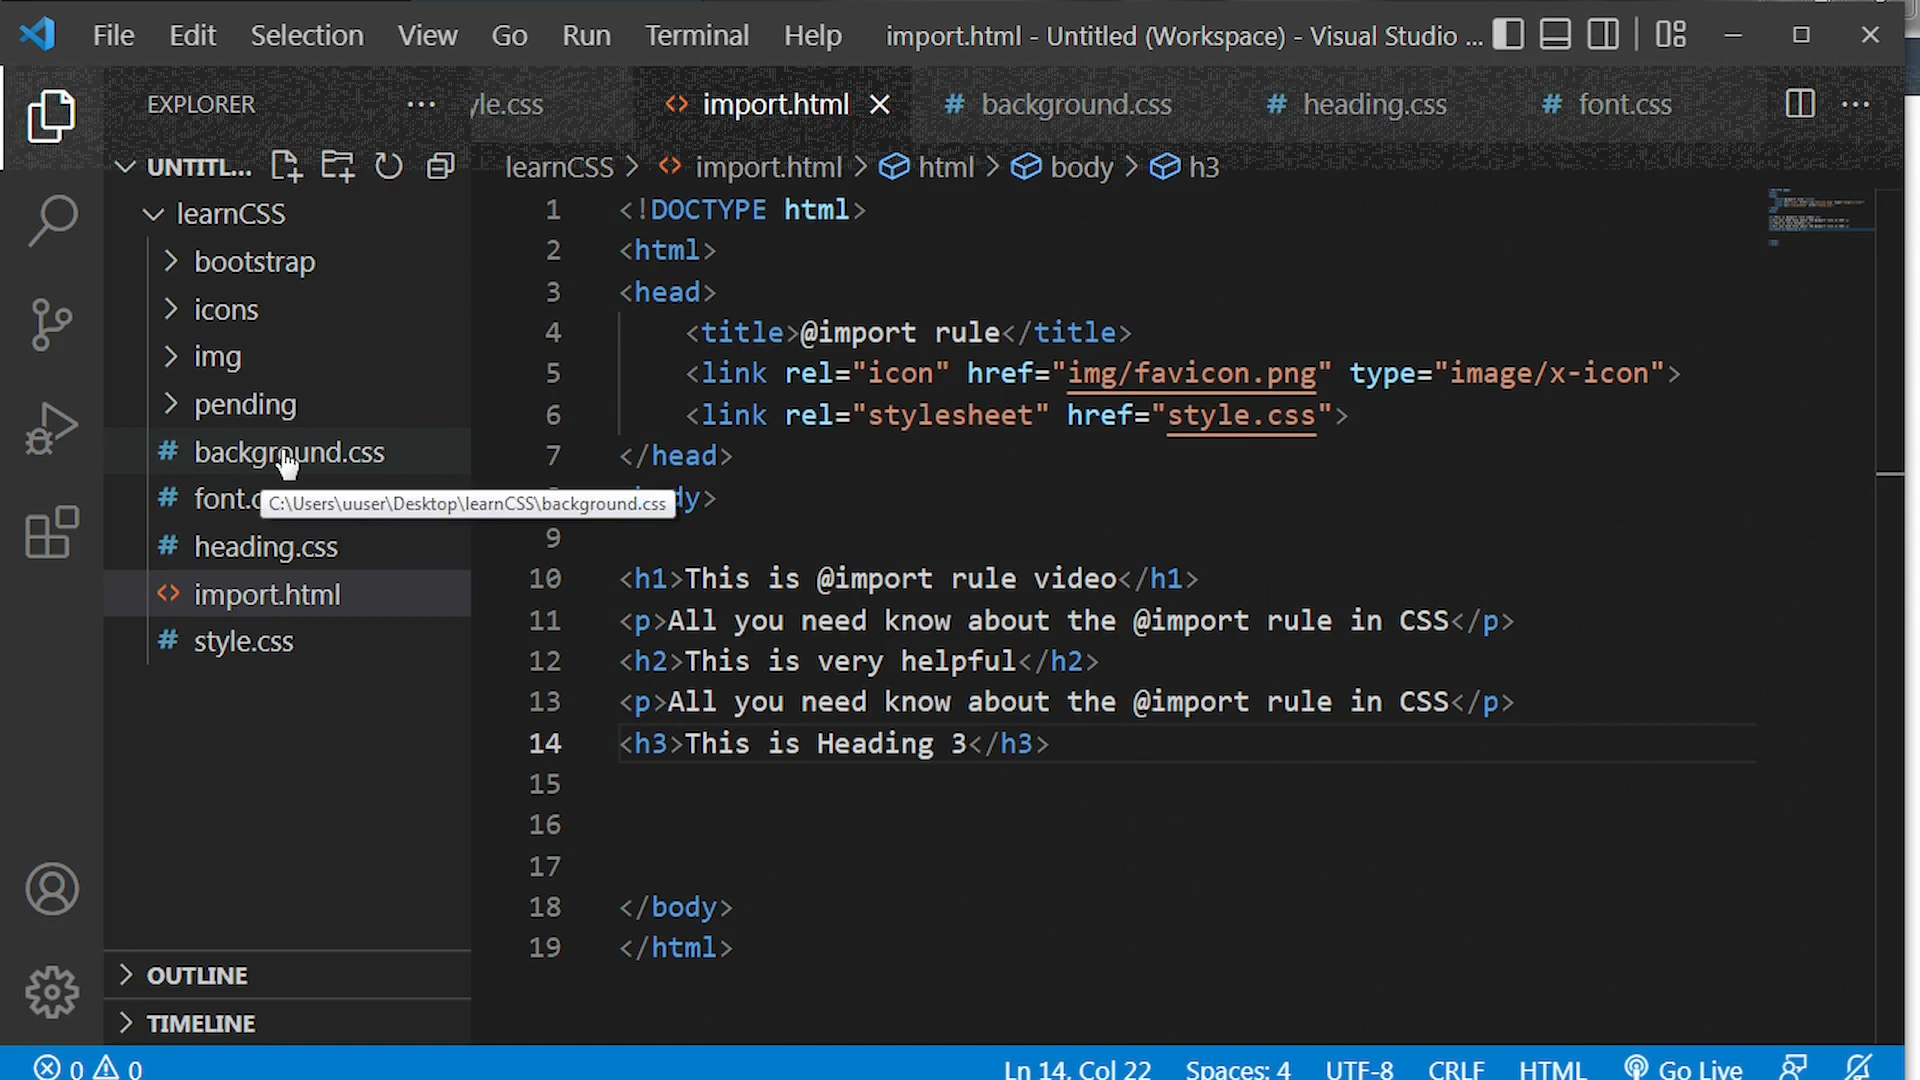 File Edit Selection View Go Run Terminal Help import.html - Untitled (Workspace) - Visual Studio ...
EXPLORER ... yle.css <> import.html # background.css # heading.css # font.css ...
UNTITL... learnCSS > <> import.html > html > body > h3
learnCSS
bootstrap
icons
img
pending
# background.css
# font.c
C:\Users\uuser\Desktop\learnCSS\background.css
# heading.css
<> import.html
# style.css
1 <!DOCTYPE html>
2 <html>
3 <head>
4 <title>@import rule</title>
5 <link rel="icon" href="img/favicon.png" type="image/x-icon">
6 <link rel="stylesheet" href="style.css">
7 </head>
dy>
9
10 <h1>This is @import rule video</h1>
11 <p>All you need know about the @import rule in CSS</p>
12 <h2>This is very helpful</h2>
13 <p>All you need know about the @import rule in CSS</p>
14 <h3>This is Heading 3</h3>
15
16
17
18 </body>
19 </html>
OUTLINE
TIMELINE
0 0 Ln 14, Col 22 Spaces: 4 UTF-8 CRLF HTML Go Live